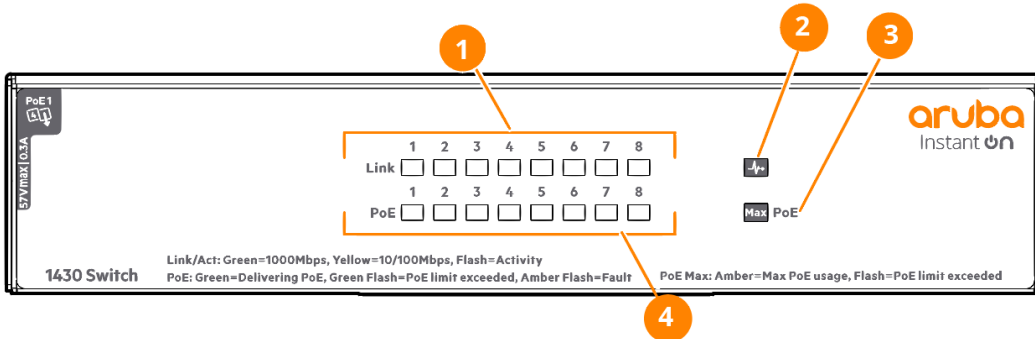 1
2
3
PoE 1
4
57Vmax | 0.3A
aruba
Instant on
1 2 3 4 5 6 7 8
Link
1 2 3 4 5 6 7 8
PoE
Max PoE
1430 Switch
Link/Act: Green=1000Mbps, Yellow=10/100Mbps, Flash=Activity
PoE: Green=Delivering PoE, Green Flash=PoE limit exceeded, Amber Flash=Fault
PoE Max: Amber=Max PoE usage, Flash=PoE limit exceeded
4